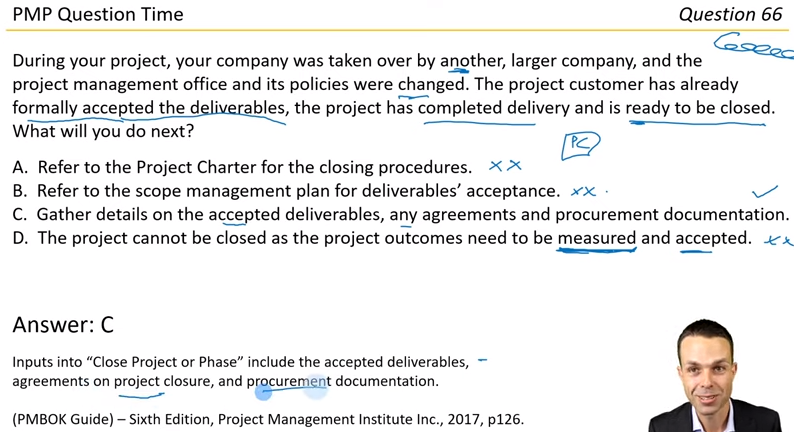 PMP Question Time
Question 66
During your project, your company was taken over by another, larger company, and the
project management office and its policies were changed. The project customer has already
formally accepted the deliverables, the project has completed delivery and is ready to be closed.
What will you do next?
PC
A. Refer to the Project Charter for the closing procedures. xx
B. Refer to the scope management plan for deliverables’ acceptance. xx
C. Gather details on the accepted deliverables, any agreements and procurement documentation.
D. The project cannot be closed as the project outcomes need to be measured and accepted. xx
Answer: C
Inputs into “Close Project or Phase” include the accepted deliverables,
agreements on project closure, and procurement documentation.
(PMBOK Guide) – Sixth Edition, Project Management Institute Inc., 2017, p126.